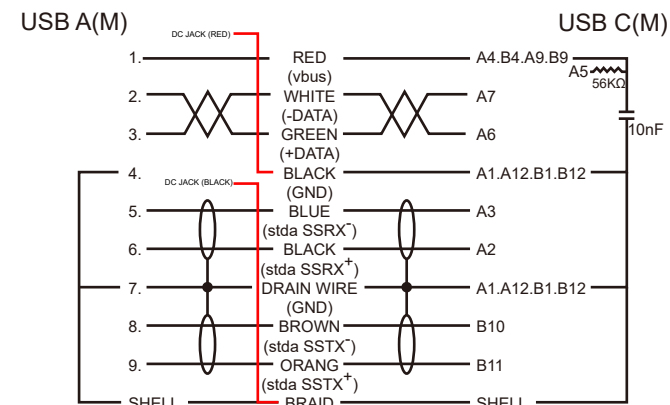 USB A(M)
USB C(M)
DC JACK (RED)
1. RED A4.B4.A9.B9
(vbus)
A5
56KΩ
2. WHITE A7
(-DATA)
3. GREEN A6
10nF
(+DATA)
4. BLACK A1.A12.B1.B12
DC JACK (BLACK)
(GND)
5. BLUE A3
(stda SSRX-)
6. BLACK A2
(stda SSRX+)
7. DRAIN WIRE A1.A12.B1.B12
(GND)
8. BROWN B10
(stda SSTX-)
9. ORANG B11
(stda SSTX+)
SHELL BRAID SHELL